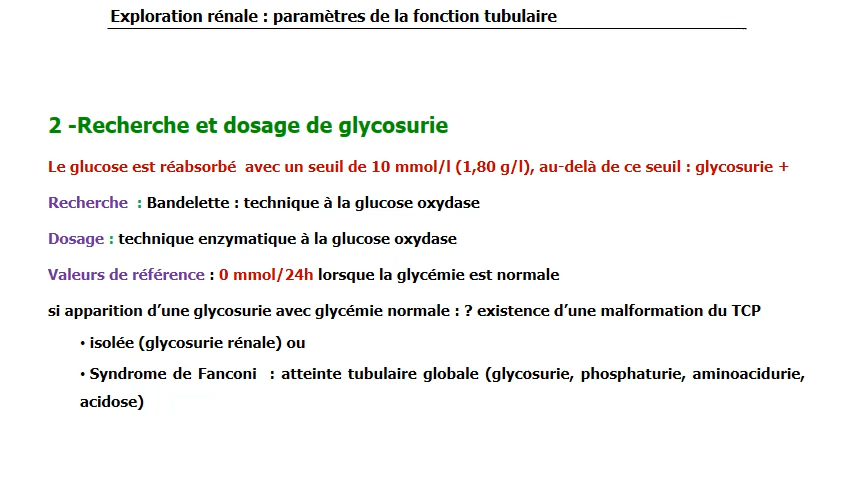 Exploration rénale : paramètres de la fonction tubulaire
2 -Recherche et dosage de glycosurie
Le glucose est réabsorbé  avec un seuil de 10 mmol/l (1,80 g/l), au-delà de ce seuil : glycosurie +
Recherche  : Bandelette : technique à la glucose oxydase
Dosage : technique enzymatique à la glucose oxydase
Valeurs de référence : 0 mmol/24h lorsque la glycémie est normale
si apparition d’une glycosurie avec glycémie normale : ? existence d’une malformation du TCP
• isolée (glycosurie rénale) ou
• Syndrome de Fanconi  : atteinte tubulaire globale (glycosurie, phosphaturie, aminoacidurie,
acidose)